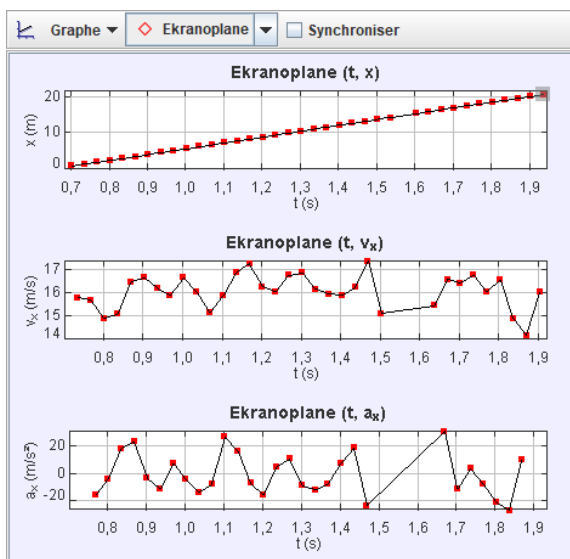 Graphe Ekranoplane Synchroniser
Ekranoplane (t, x)
x (m)
20
10
0
0,7 0,8 0,9 1,0 1,1 1,2 1,3 1,4 1,5 1,6 1,7 1,8 1,9
t (s)
Ekranoplane (t, vₓ)
vₓ (m/s)
17
16
15
14
0,8 0,9 1,0 1,1 1,2 1,3 1,4 1,5 1,6 1,7 1,8 1,9
t (s)
Ekranoplane (t, aₓ)
aₓ (m/s²)
20
0
-20
0,8 0,9 1,0 1,1 1,2 1,3 1,4 1,5 1,6 1,7 1,8 1,9
t (s)